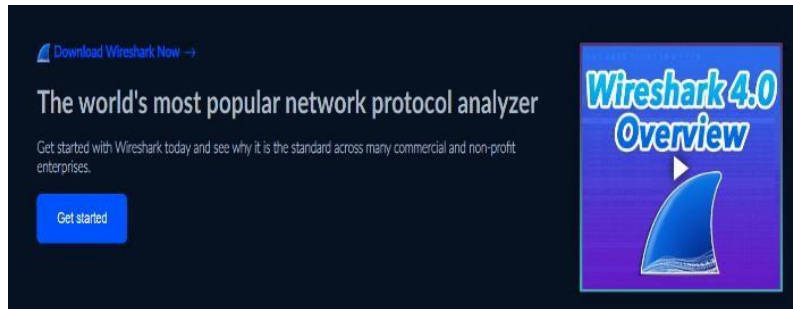 Download Wireshark Now →
The world's most popular network protocol analyzer
Get started with Wireshark today and see why it is the standard across many commercial and non-profit
enterprises.
Get started
Wireshark 4.0
Overview